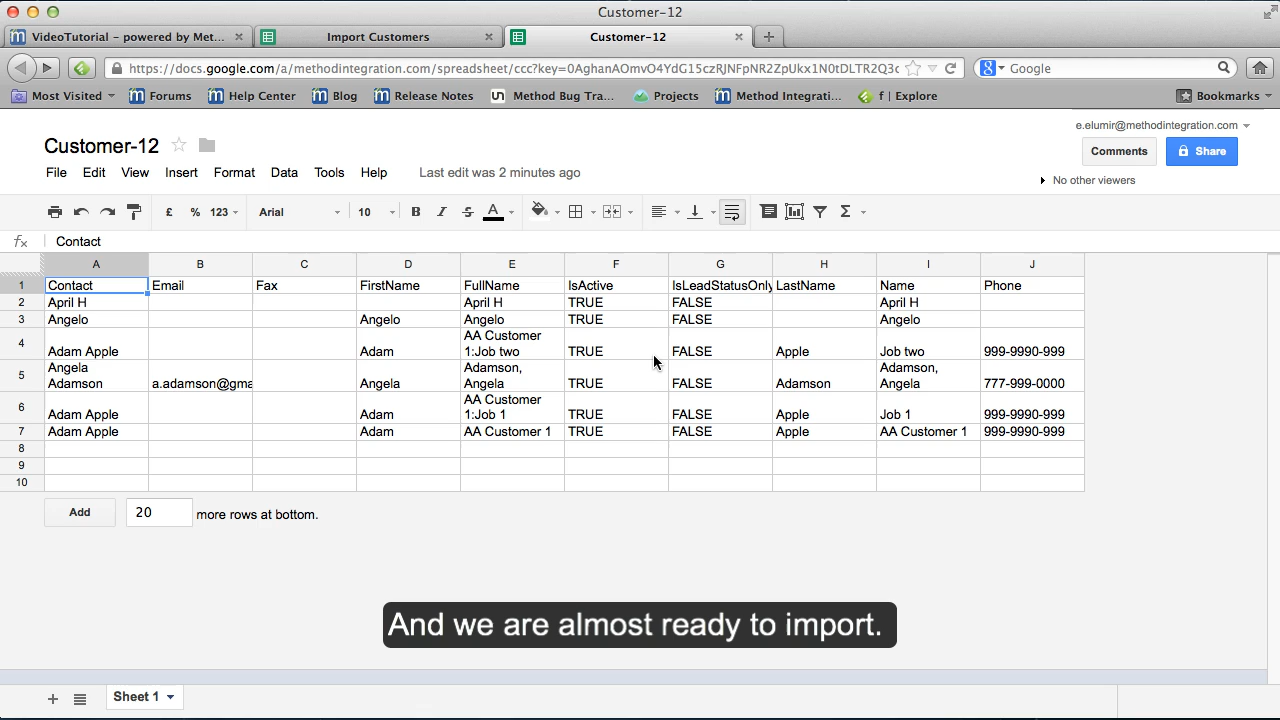 Customer-12
VideoTutorial – powered by Met...
Import Customers
Customer-12
https://docs.google.com/a/methodintegration.com/spreadsheet/ccc?key=0AghanAOmvO4YdG15czRJNFpNR2ZpUkx1N0tDLTR2Q3c
Google
Most Visited Forums Help Center Blog Release Notes Method Bug Tra... Projects Method Integrati... f | Explore Bookmarks
e.elumir@methodintegration.com
Customer-12
Comments Share
File Edit View Insert Format Data Tools Help Last edit was 2 minutes ago
No other viewers
£ % 123 Arial 10 B I S A Σ
fx Contact
A B C D E F G H I J
1 Contact Email Fax FirstName FullName IsActive IsLeadStatusOnly LastName Name Phone
2 April H April H TRUE FALSE April H
3 Angelo Angelo Angelo TRUE FALSE Angelo
AA Customer
4 Adam Apple Adam 1:Job two TRUE FALSE Apple Job two 999-9990-999
Angela Adamson, Adamson,
5 Adamson a.adamson@gma Angela Angela TRUE FALSE Adamson Angela 777-999-0000
AA Customer
6 Adam Apple Adam 1:Job 1 TRUE FALSE Apple Job 1 999-9990-999
7 Adam Apple Adam AA Customer 1 TRUE FALSE Apple AA Customer 1 999-9990-999
8
9
10
Add 20 more rows at bottom.
And we are almost ready to import.
Sheet 1